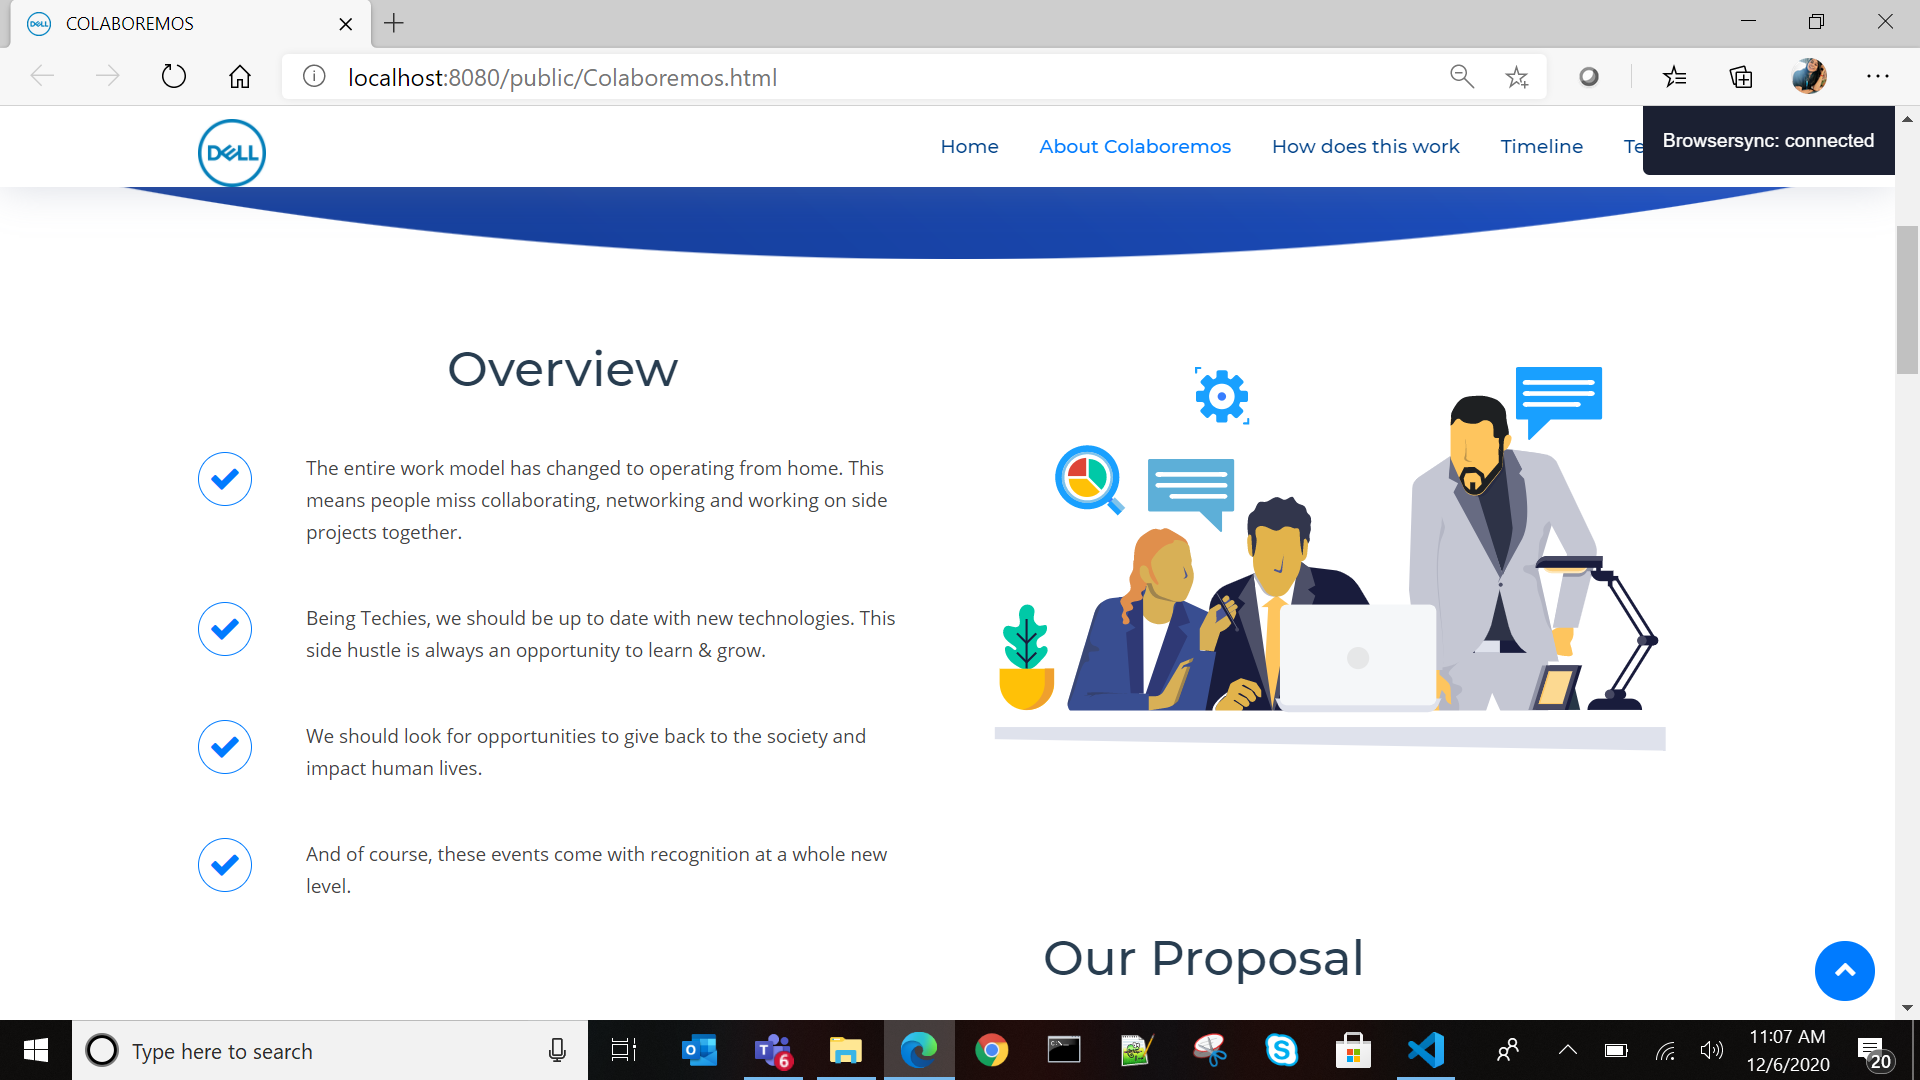 DELL COLABOREMOS
localhost:8080/public/Colaboremos.html
DELL
Home About Colaboremos How does this work Timeline Te
Browsersync: connected
Overview
The entire work model has changed to operating from home. This
means people miss collaborating, networking and working on side
projects together.
Being Techies, we should be up to date with new technologies. This
side hustle is always an opportunity to learn & grow.
We should look for opportunities to give back to the society and
impact human lives.
And of course, these events come with recognition at a whole new
level.
Our Proposal
Type here to search
6
11:07 AM
12/6/2020
20